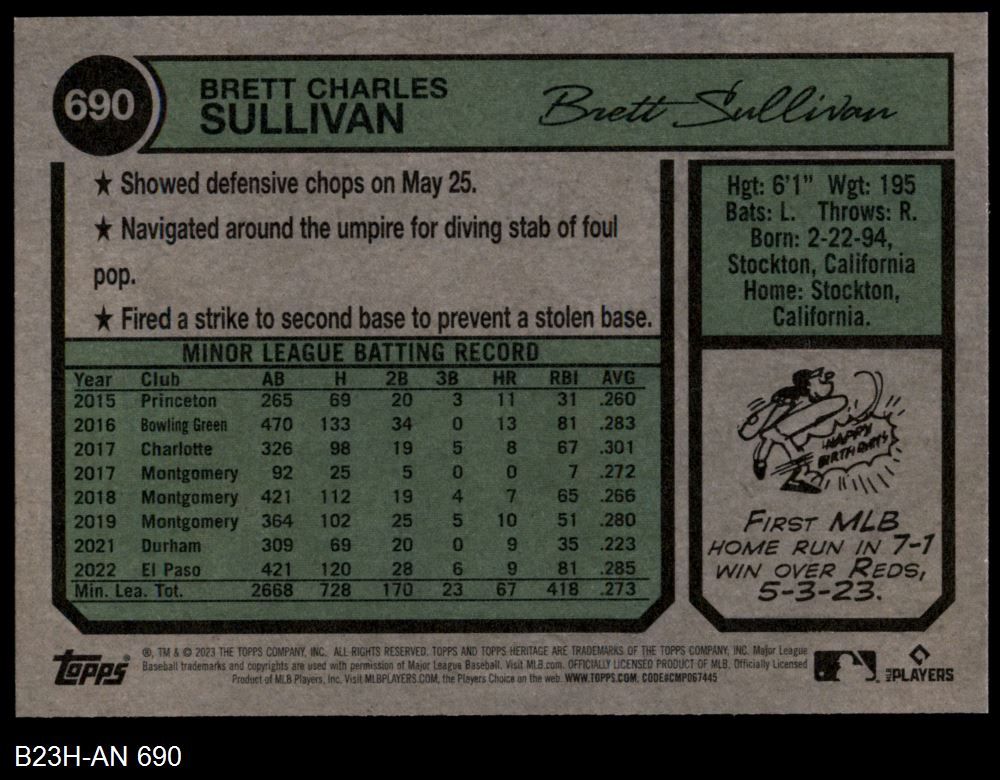 690
BRETT CHARLES
SULLIVAN
Brett Sullivan
★ Showed defensive chops on May 25.
★ Navigated around the umpire for diving stab of foul
pop.
★ Fired a strike to second base to prevent a stolen base.
MINOR LEAGUE BATTING RECORD
Year Club AB H 2B 3B HR RBI AVG
2015 Princeton 265 69 20 3 11 31 .260
2016 Bowling Green 470 133 34 0 13 81 .283
2017 Charlotte 326 98 19 5 8 67 .301
2017 Montgomery 92 25 5 0 0 7 .272
2018 Montgomery 421 112 19 4 7 65 .266
2019 Montgomery 364 102 25 5 10 51 .280
2021 Durham 309 69 20 0 9 35 .223
2022 El Paso 421 120 28 6 9 81 .285
Min. Lea. Tot. 2668 728 170 23 67 418 .273
Hgt: 6'1" Wgt: 195
Bats: L. Throws: R.
Born: 2-22-94,
Stockton, California
Home: Stockton,
California.
HAPPY
BIRTHDAY!
FIRST MLB
HOME RUN IN 7-1
WIN OVER REDS,
5-3-23.
Topps
®, TM & © 2023 THE TOPPS COMPANY, INC. ALL RIGHTS RESERVED. TOPPS AND TOPPS HERITAGE ARE TRADEMARKS OF THE TOPPS COMPANY, INC. Major League
Baseball trademarks and copyrights are used with permission of Major League Baseball. Visit MLB.com. OFFICIALLY LICENSED PRODUCT OF MLB. Officially Licensed
Product of MLB Players, Inc. Visit MLBPLAYERS.COM, the Players Choice on the web. WWW.TOPPS.COM. CODE#CMP067445
MLB PLAYERS
B23H-AN 690